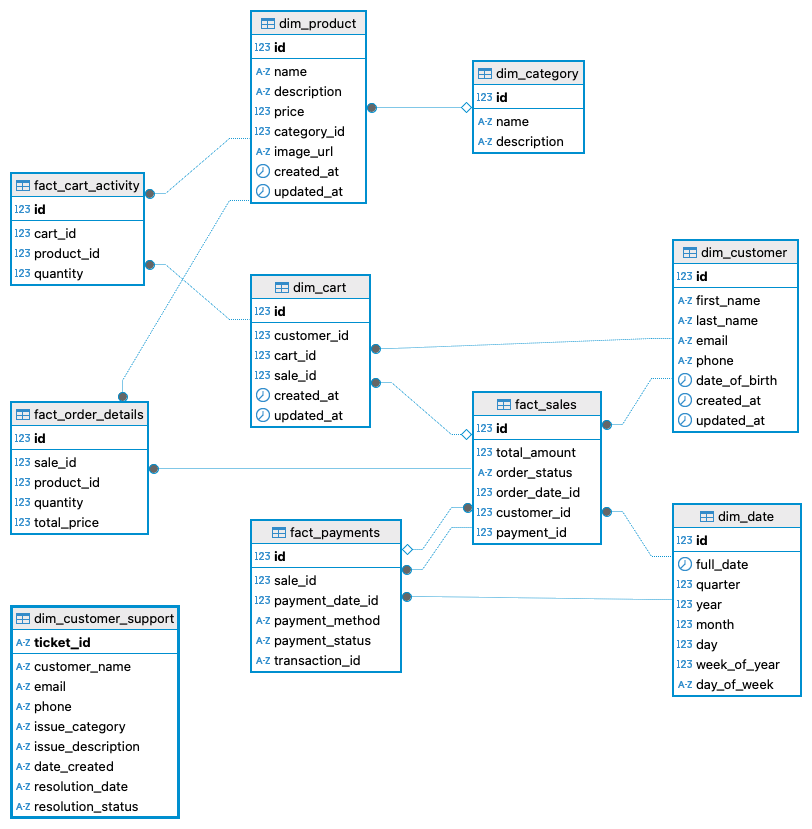 dim_product
123 id
A-Z name
A-Z description
123 price
123 category_id
A-Z image_url
created_at
updated_at
dim_category
123 id
A-Z name
A-Z description
fact_cart_activity
123 id
123 cart_id
123 product_id
123 quantity
dim_cart
123 id
123 customer_id
123 cart_id
123 sale_id
created_at
updated_at
dim_customer
123 id
A-Z first_name
A-Z last_name
A-Z email
A-Z phone
date_of_birth
created_at
updated_at
fact_order_details
123 id
123 sale_id
123 product_id
123 quantity
123 total_price
fact_sales
123 id
123 total_amount
A-Z order_status
123 order_date_id
123 customer_id
123 payment_id
fact_payments
123 id
123 sale_id
123 payment_date_id
A-Z payment_method
A-Z payment_status
A-Z transaction_id
dim_date
123 id
full_date
123 quarter
123 year
123 month
123 day
123 week_of_year
A-Z day_of_week
dim_customer_support
A-Z ticket_id
A-Z customer_name
A-Z email
A-Z phone
A-Z issue_category
A-Z issue_description
A-Z date_created
A-Z resolution_date
A-Z resolution_status